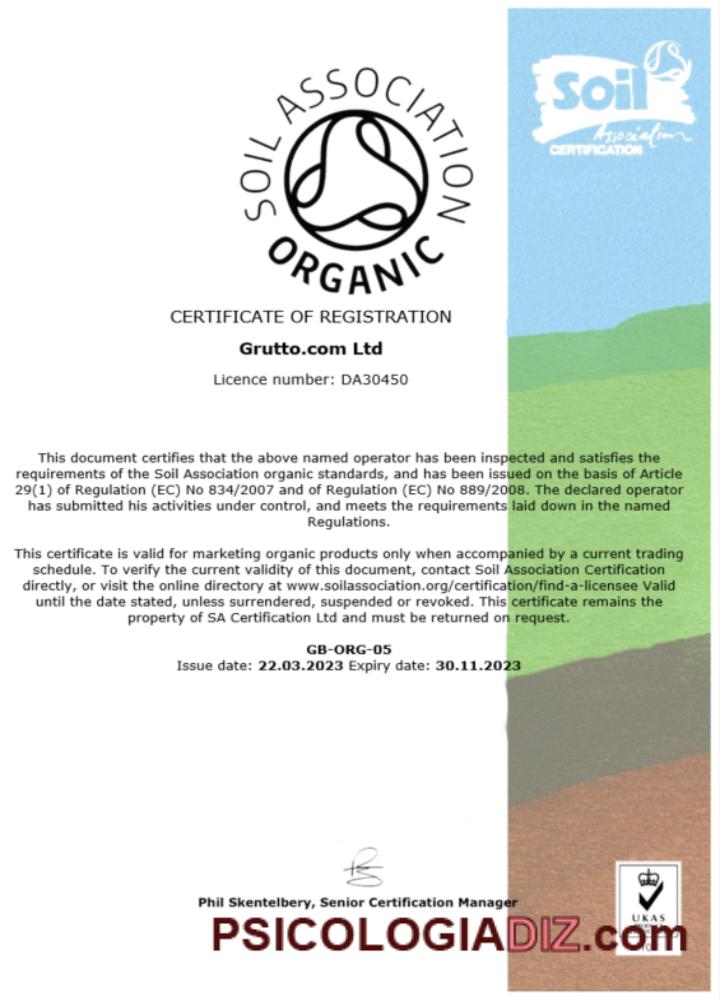 SOIL ASSOCIATION
ORGANIC
Soil
Association
CERTIFICATION
CERTIFICATE OF REGISTRATION
Grutto.com Ltd
Licence number: DA30450
This document certifies that the above named operator has been inspected and satisfies the
requirements of the Soil Association organic standards, and has been issued on the basis of Article
29(1) of Regulation (EC) No 834/2007 and of Regulation (EC) No 889/2008. The declared operator
has submitted his activities under control, and meets the requirements laid down in the named
Regulations.
This certificate is valid for marketing organic products only when accompanied by a current trading
schedule. To verify the current validity of this document, contact Soil Association Certification
directly, or visit the online directory at www.soilassociation.org/certification/find-a-licensee Valid
until the date stated, unless surrendered, suspended or revoked. This certificate remains the
property of SA Certification Ltd and must be returned on request.
GB-ORG-05
Issue date: 22.03.2023 Expiry date: 30.11.2023
Phil Skentelbery, Senior Certification Manager
UKAS
PSICOLOGIADIZ.com